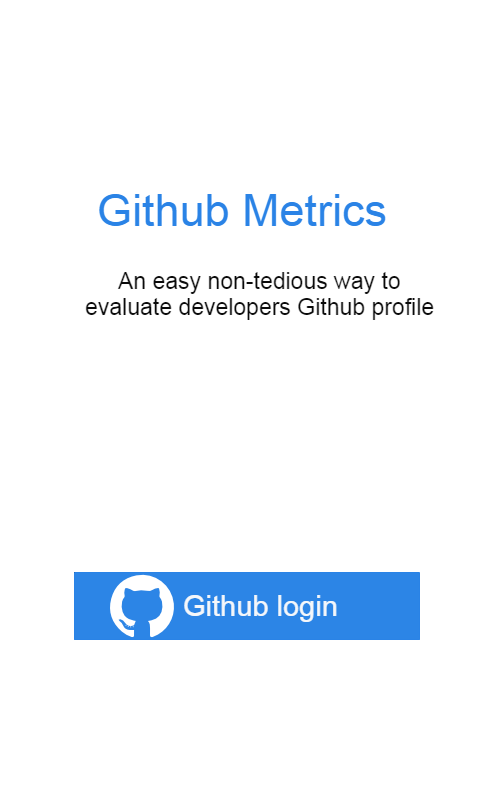 Github Metrics
An easy non-tedious way to
evaluate developers Github profile
Github login